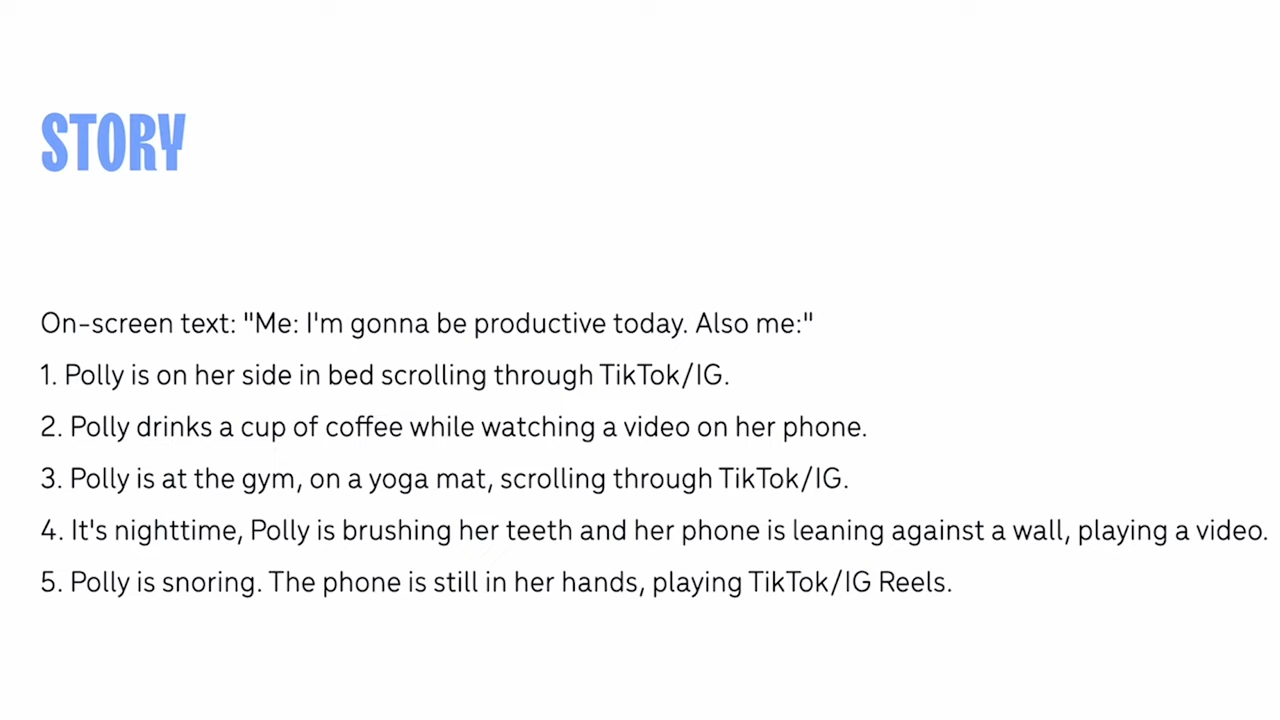 STORY
On-screen text: "Me: I'm gonna be productive today. Also me:"
1. Polly is on her side in bed scrolling through TikTok/IG.
2. Polly drinks a cup of coffee while watching a video on her phone.
3. Polly is at the gym, on a yoga mat, scrolling through TikTok/IG.
4. It's nighttime, Polly is brushing her teeth and her phone is leaning against a wall, playing a video.
5. Polly is snoring. The phone is still in her hands, playing TikTok/IG Reels.